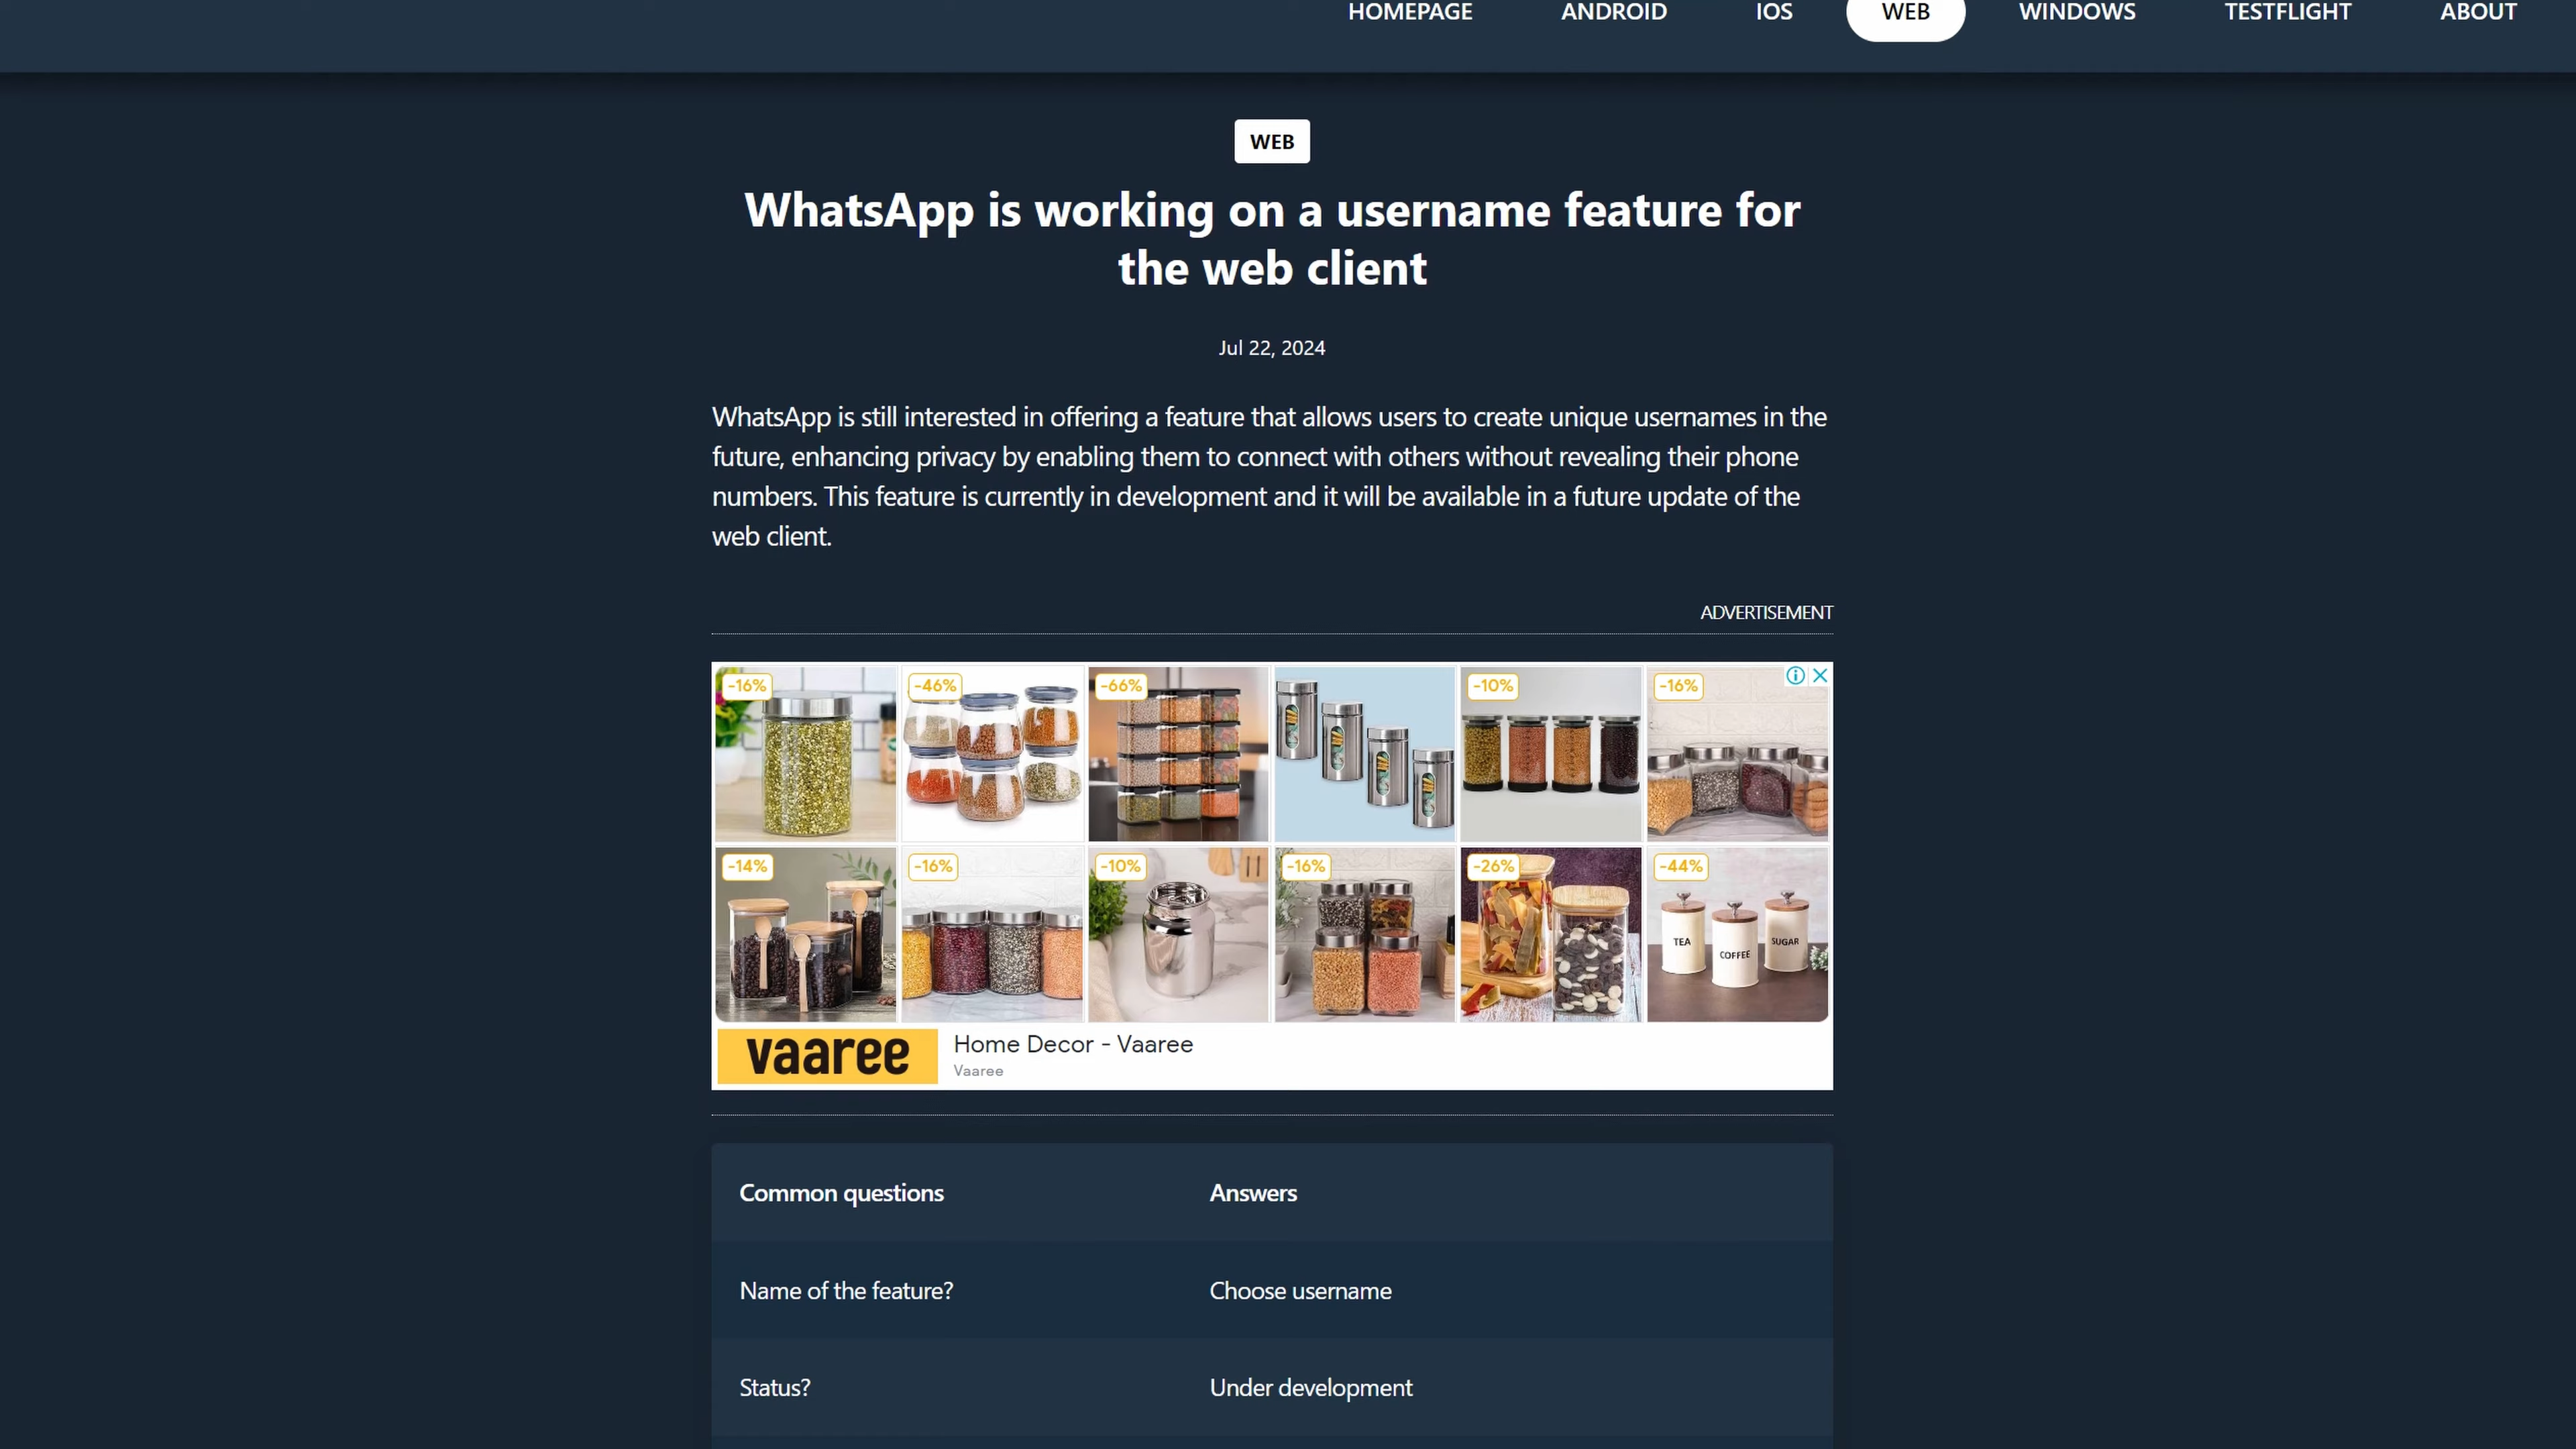 HOMEPAGE ANDROID IOS WEB WINDOWS TESTFLIGHT ABOUT
WEB
WhatsApp is working on a username feature for
the web client
Jul 22, 2024
WhatsApp is still interested in offering a feature that allows users to create unique usernames in the
future, enhancing privacy by enabling them to connect with others without revealing their phone
numbers. This feature is currently in development and it will be available in a future update of the
web client.
ADVERTISEMENT
-16% -46% -66% -10% -16%
-14% -16% -10% -16% -26% -44%
TEA COFFEE SUGAR
vaaree Home Decor - Vaaree
Vaaree
Common questions Answers
Name of the feature? Choose username
Status? Under development